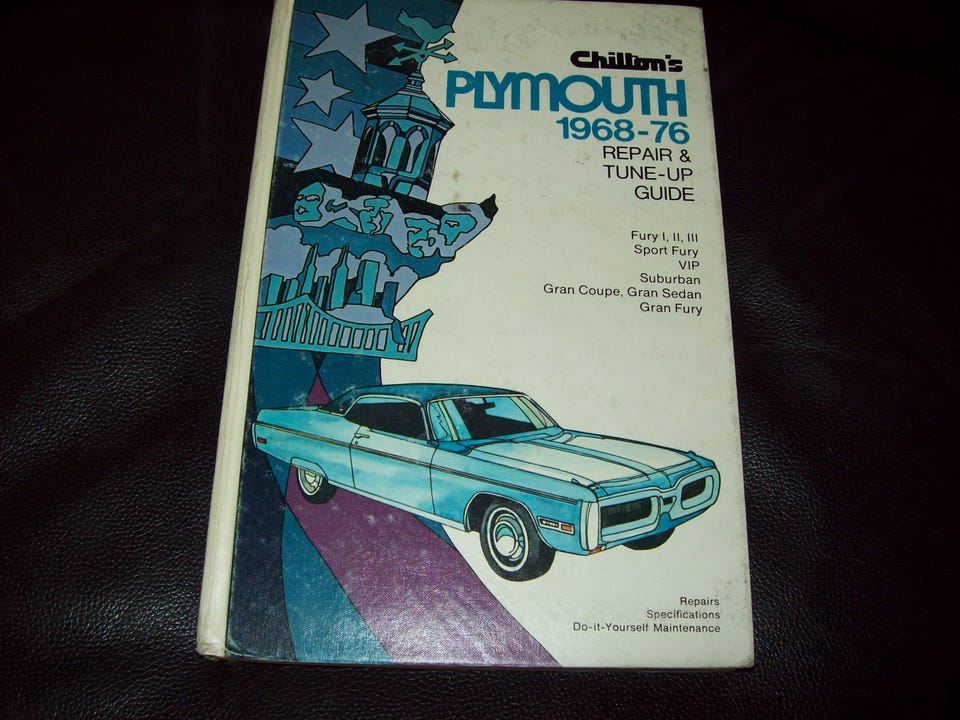 Chilton's
PLYMOUTH
1968-76
REPAIR &
TUNE-UP
GUIDE
Fury I, II, III
Sport Fury
VIP
Suburban
Gran Coupe, Gran Sedan
Gran Fury
Repairs
Specifications
Do-it-Yourself Maintenance